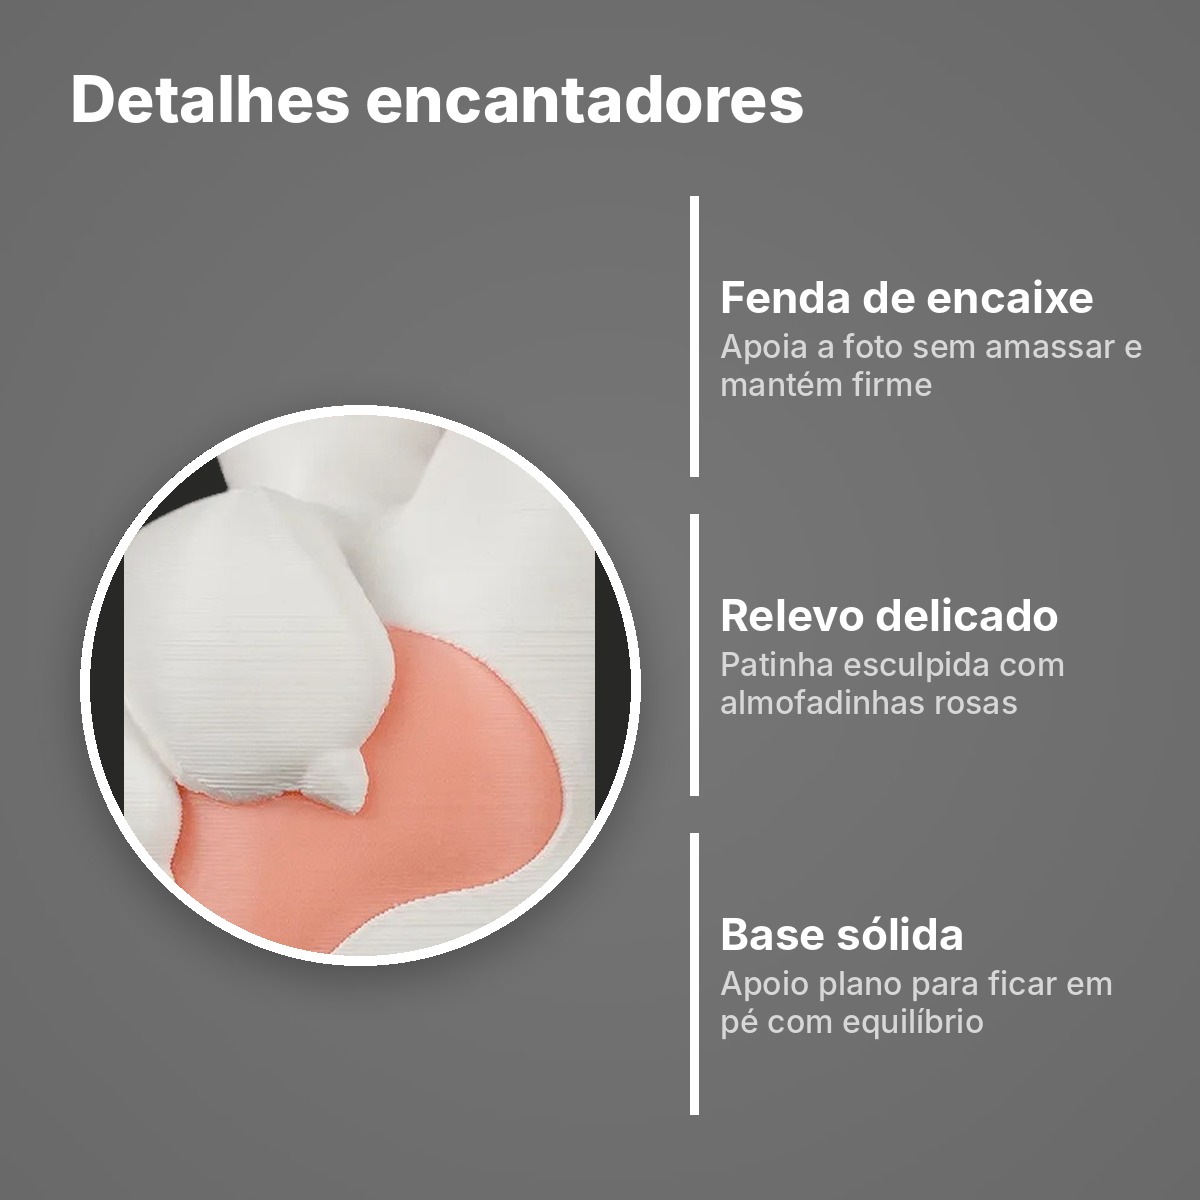 Detalhes encantadores
Fenda de encaixe
Apoia a foto sem amassar e
mantém firme
Relevo delicado
Patinha esculpida com
almofadinhas rosas
Base sólida
Apoio plano para ficar em
pé com equilíbrio